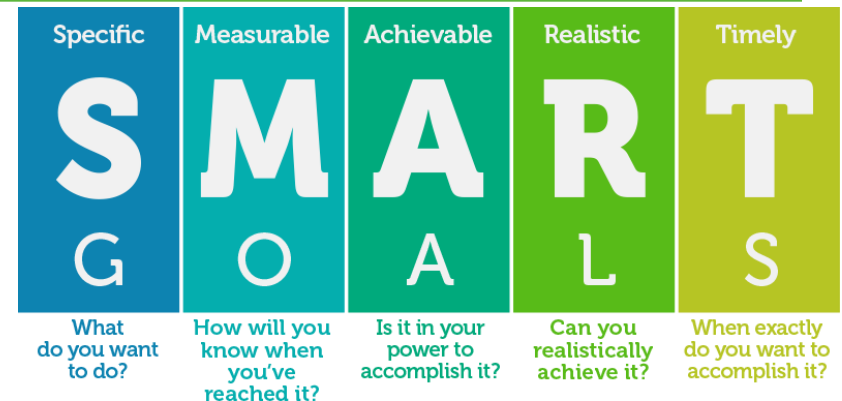 Specific
Measurable
Achievable
Realistic
Timely
S M A R T
G O A L S
What
do you want
to do?
How will you
know when
you've
reached it?
Is it in your
power to
accomplish it?
Can you
realistically
achieve it?
When exactly
do you want to
accomplish it?